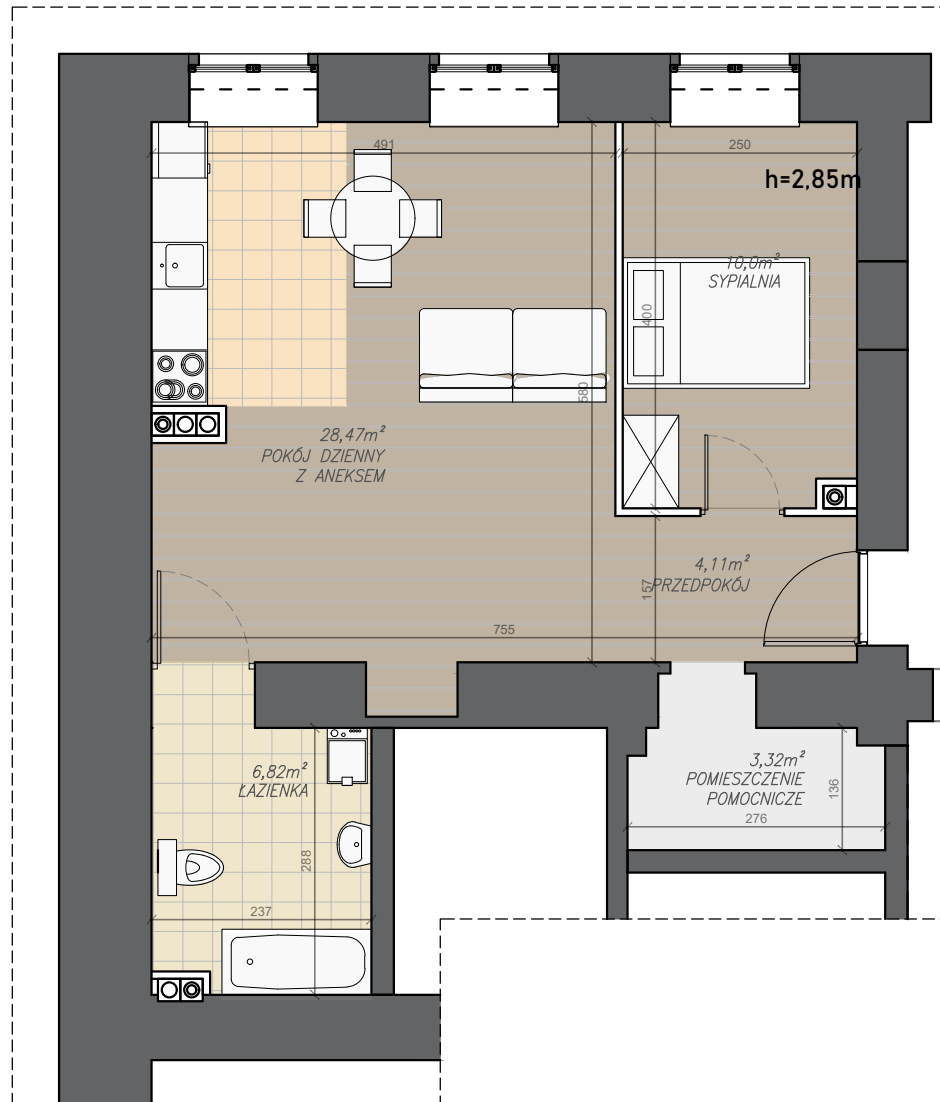 491
250
h=2,85m
10,0m²
SYPIALNIA
400
580
28,47m²
POKÓJ DZIENNY
Z ANEKSEM
4,11m²
PRZEDPOKÓJ
157
755
6,82m²
ŁAZIENKA
3,32m²
POMIESZCZENIE
POMOCNICZE
136
276
288
237